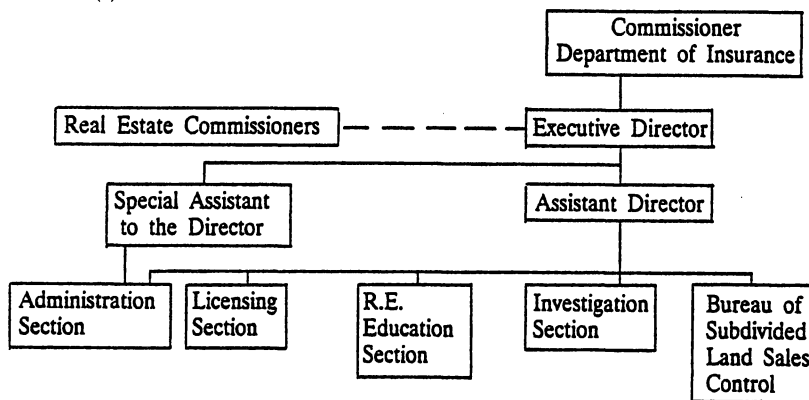 Commissioner
Department of Insurance
Real Estate Commissioners
Executive Director
Special Assistant
to the Director
Assistant Director
Administration
Section
Licensing
Section
R.E.
Education
Section
Investigation
Section
Bureau of
Subdivided
Land Sales
Control